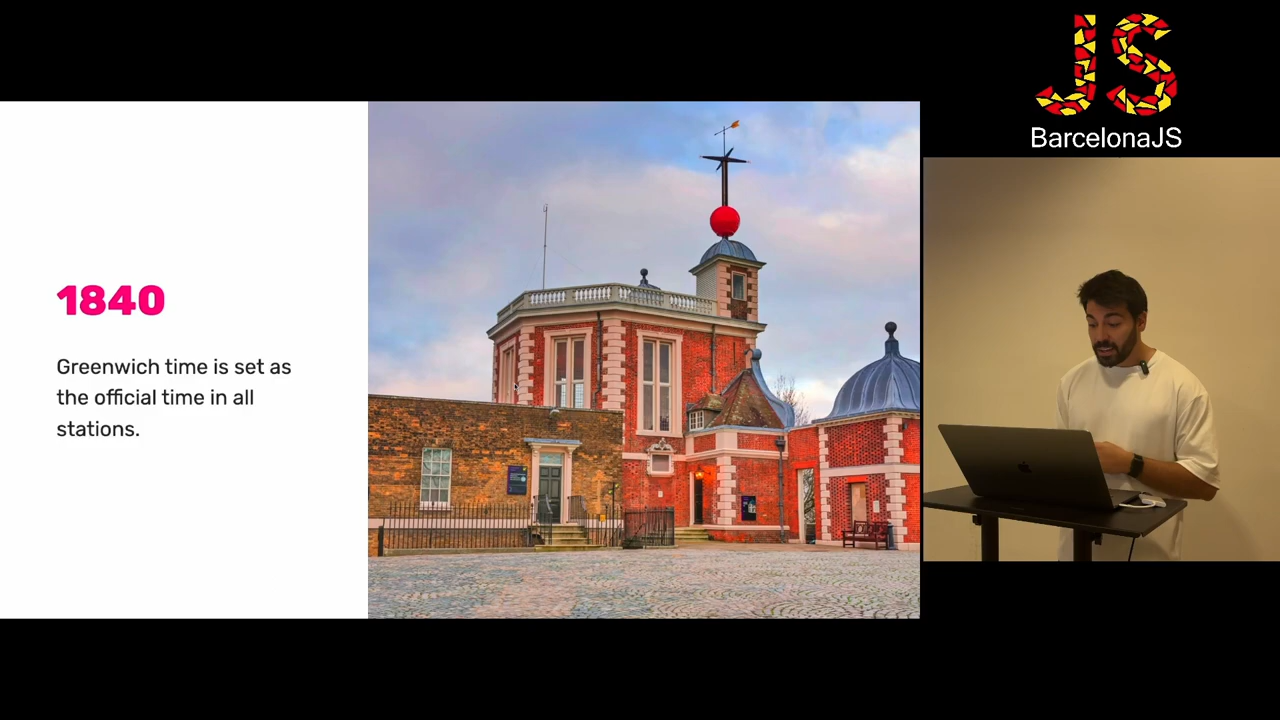 JS
BarcelonaJS
1840
Greenwich time is set as
the official time in all
stations.